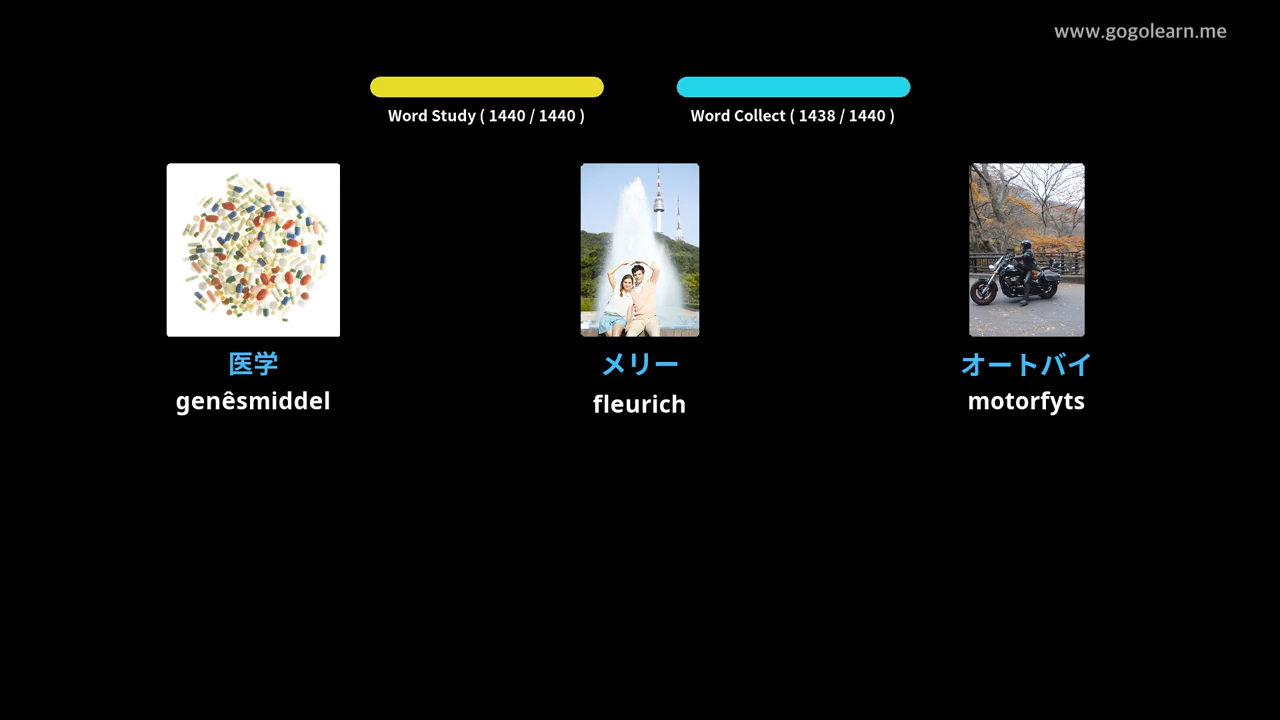 www.gogolearn.me
Word Study ( 1440 / 1440 )
Word Collect ( 1438 / 1440 )
医学
genêsmiddel
メリー
fleurich
オートバイ
motorfyts